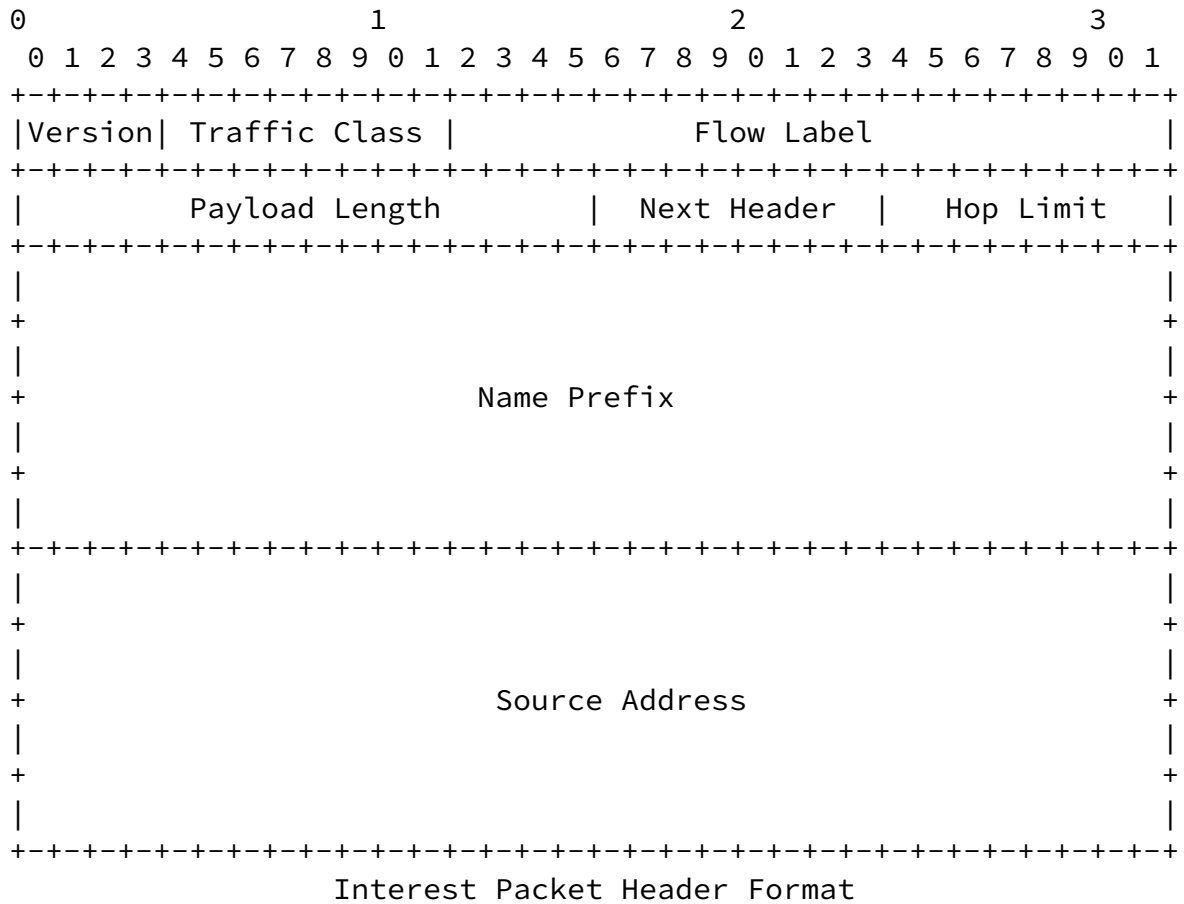 0                   1                   2                   3
 0 1 2 3 4 5 6 7 8 9 0 1 2 3 4 5 6 7 8 9 0 1 2 3 4 5 6 7 8 9 0 1
+-+-+-+-+-+-+-+-+-+-+-+-+-+-+-+-+-+-+-+-+-+-+-+-+-+-+-+-+-+-+-+-+
|Version| Traffic Class |             Flow Label                |
+-+-+-+-+-+-+-+-+-+-+-+-+-+-+-+-+-+-+-+-+-+-+-+-+-+-+-+-+-+-+-+-+
|         Payload Length        |  Next Header  |   Hop Limit   |
+-+-+-+-+-+-+-+-+-+-+-+-+-+-+-+-+-+-+-+-+-+-+-+-+-+-+-+-+-+-+-+-+
|                                                               |
+                                                               +
|                                                               |
+                         Name Prefix                           +
|                                                               |
+                                                               +
|                                                               |
+-+-+-+-+-+-+-+-+-+-+-+-+-+-+-+-+-+-+-+-+-+-+-+-+-+-+-+-+-+-+-+-+
|                                                               |
+                                                               +
|                                                               |
+                          Source Address                       +
|                                                               |
+                                                               +
|                                                               |
+-+-+-+-+-+-+-+-+-+-+-+-+-+-+-+-+-+-+-+-+-+-+-+-+-+-+-+-+-+-+-+-+
                 Interest Packet Header Format